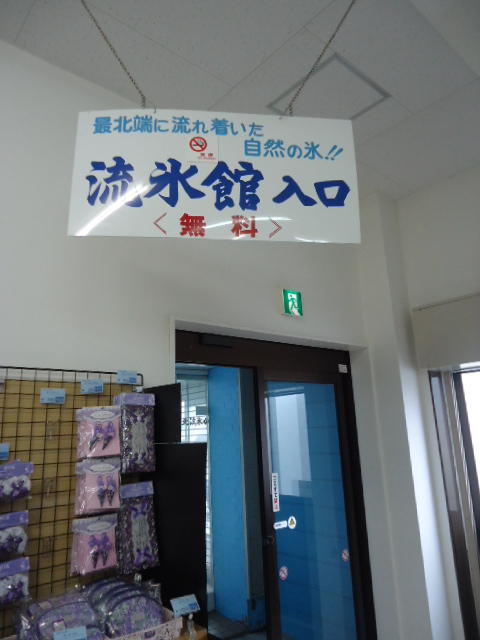 最北端に流れ着いた
自然の氷!!
流氷館 入口
<無料>